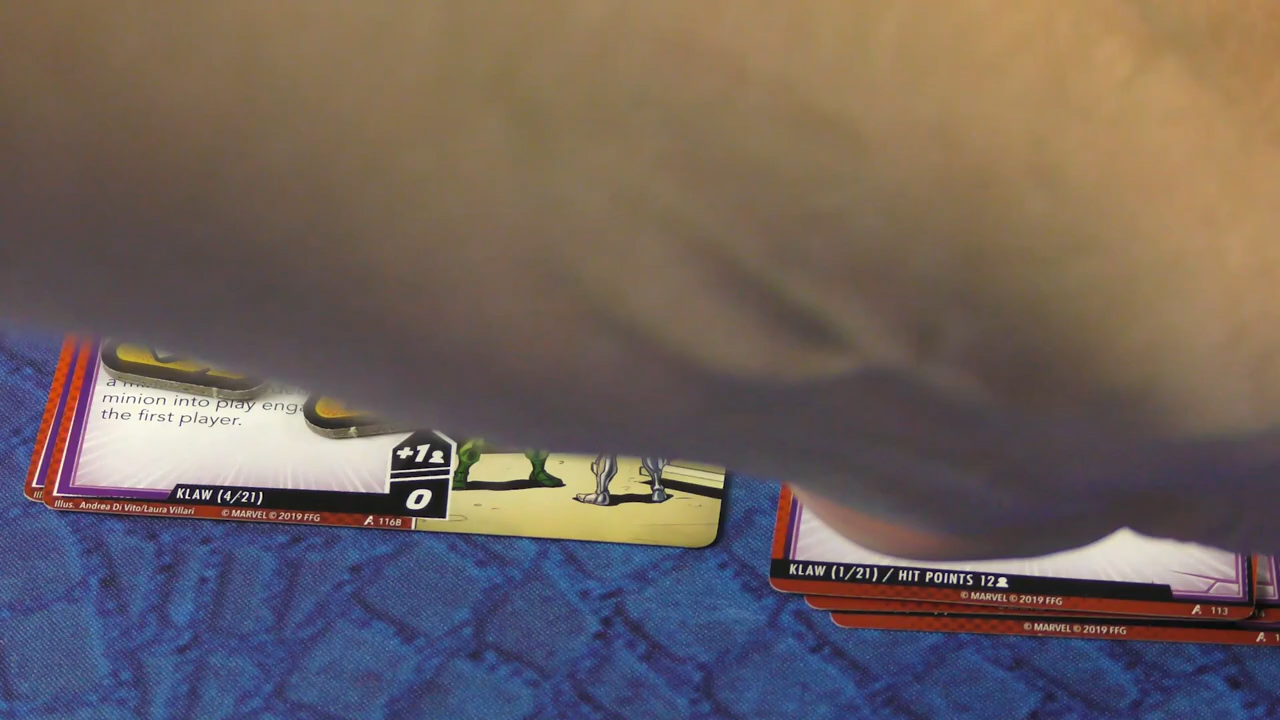 minion into play
the first player.
+1
0
KLAW (4/21)
Illus. Andrea Di Vito/Laura Villari
© MARVEL © 2019 FFG
116B
KLAW (1/21) / HIT POINTS 12
© MARVEL © 2019 FFG
113
© MARVEL © 2019 FFG